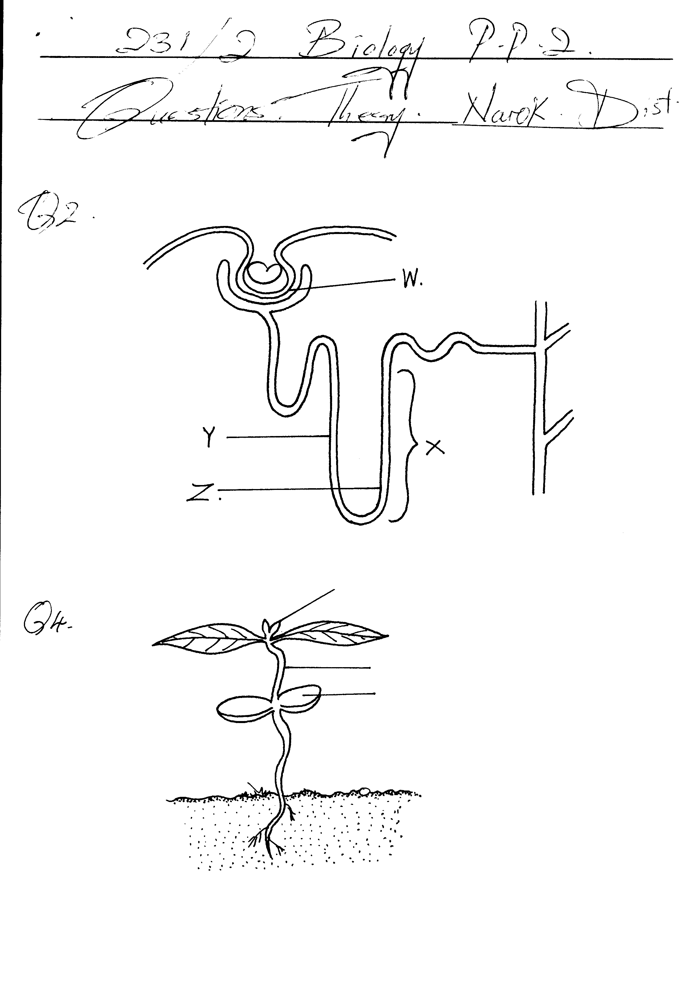 231/2 Biology P.P.2.
Questions. Theory. Narok. Dist.
Q2.
W.
Y
X
Z.
Q4.